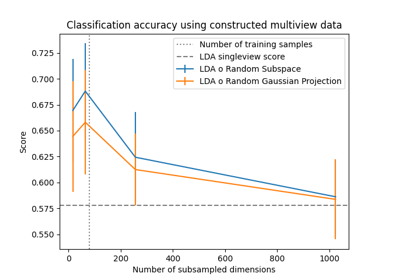 Classification accuracy using constructed multiview data
Number of training samples
LDA singleview score
LDA o Random Subspace
LDA o Random Gaussian Projection
Score
0.725
0.700
0.675
0.650
0.625
0.600
0.575
0.550
0
200
400
600
800
1000
Number of subsampled dimensions